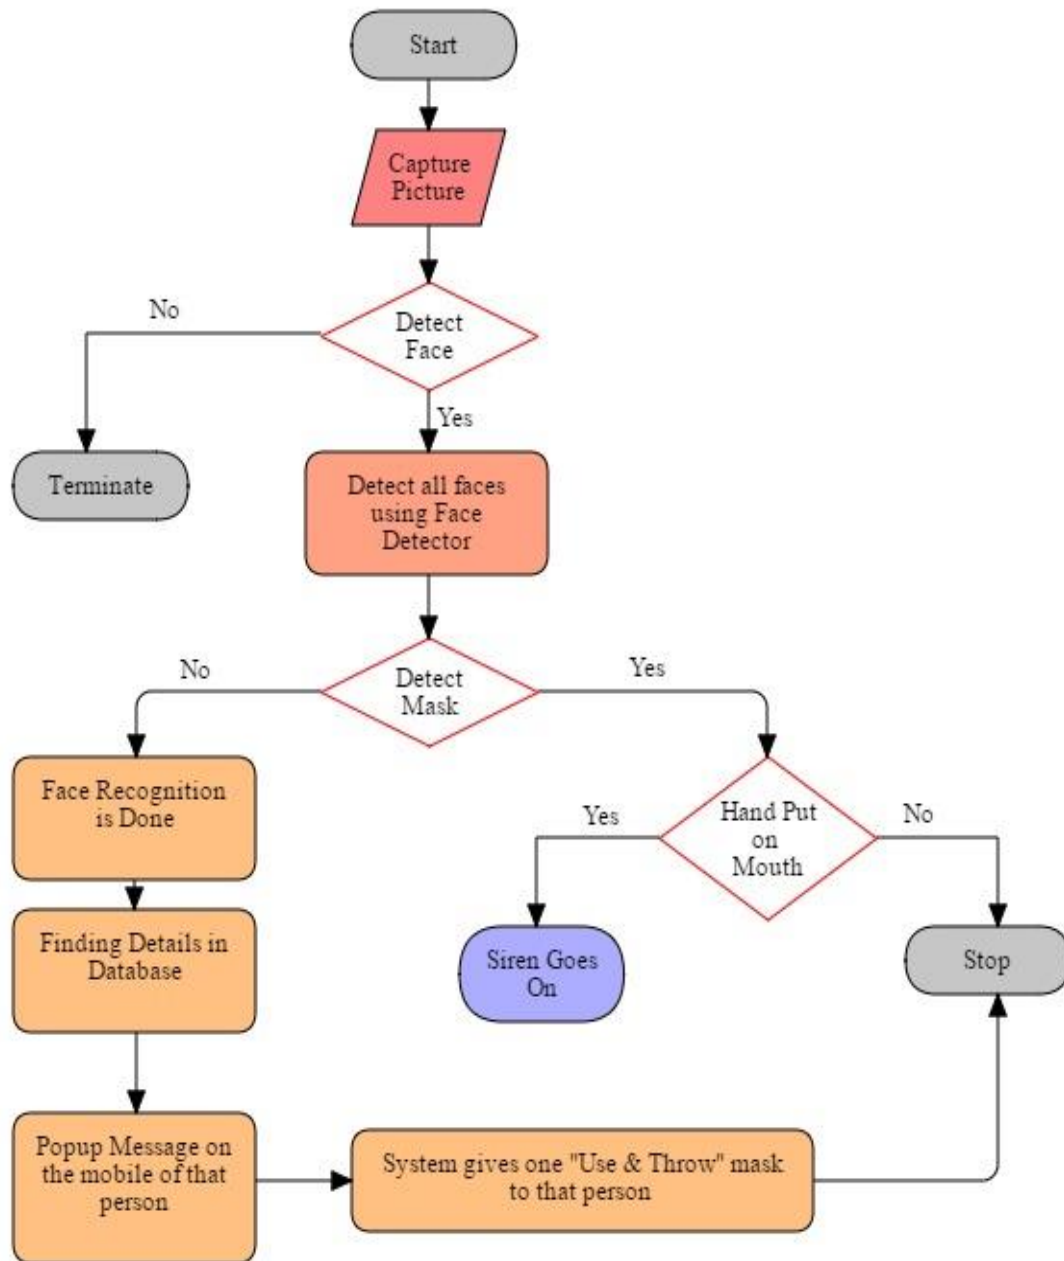 Start
Capture
Picture
Detect
Face
No
Yes
Terminate
Detect all faces
using Face
Detector
Detect
Mask
No
Yes
Face Recognition
is Done
Hand Put
on
Mouth
Yes
No
Finding Details in
Database
Siren Goes
On
Stop
Popup Message on
the mobile of that
person
System gives one "Use & Throw" mask
to that person